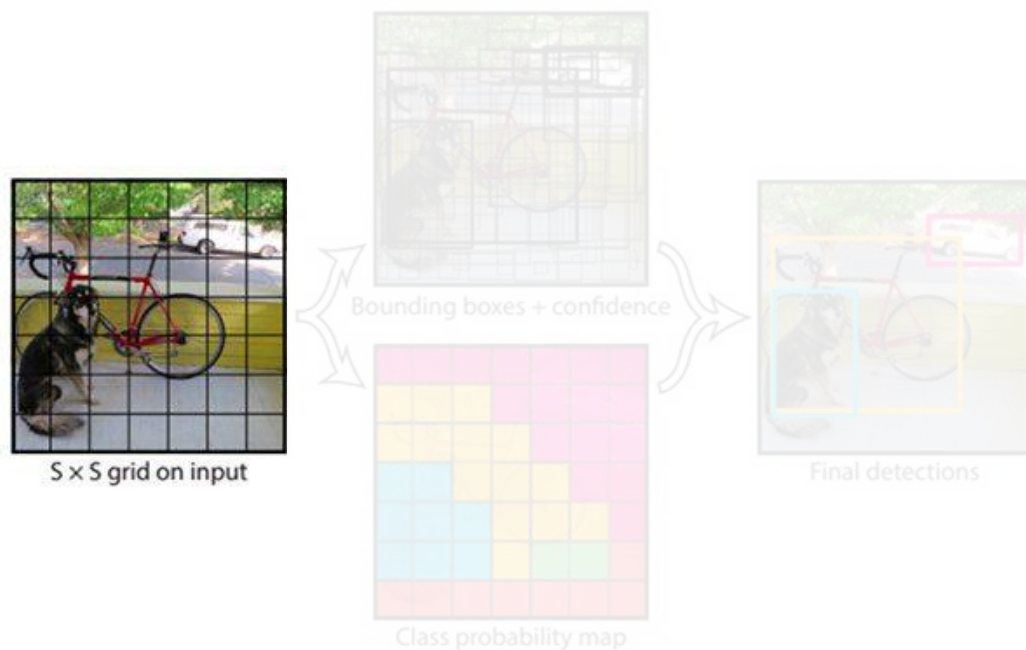 Bounding boxes + confidence
S × S grid on input
Final detections
Class probability map